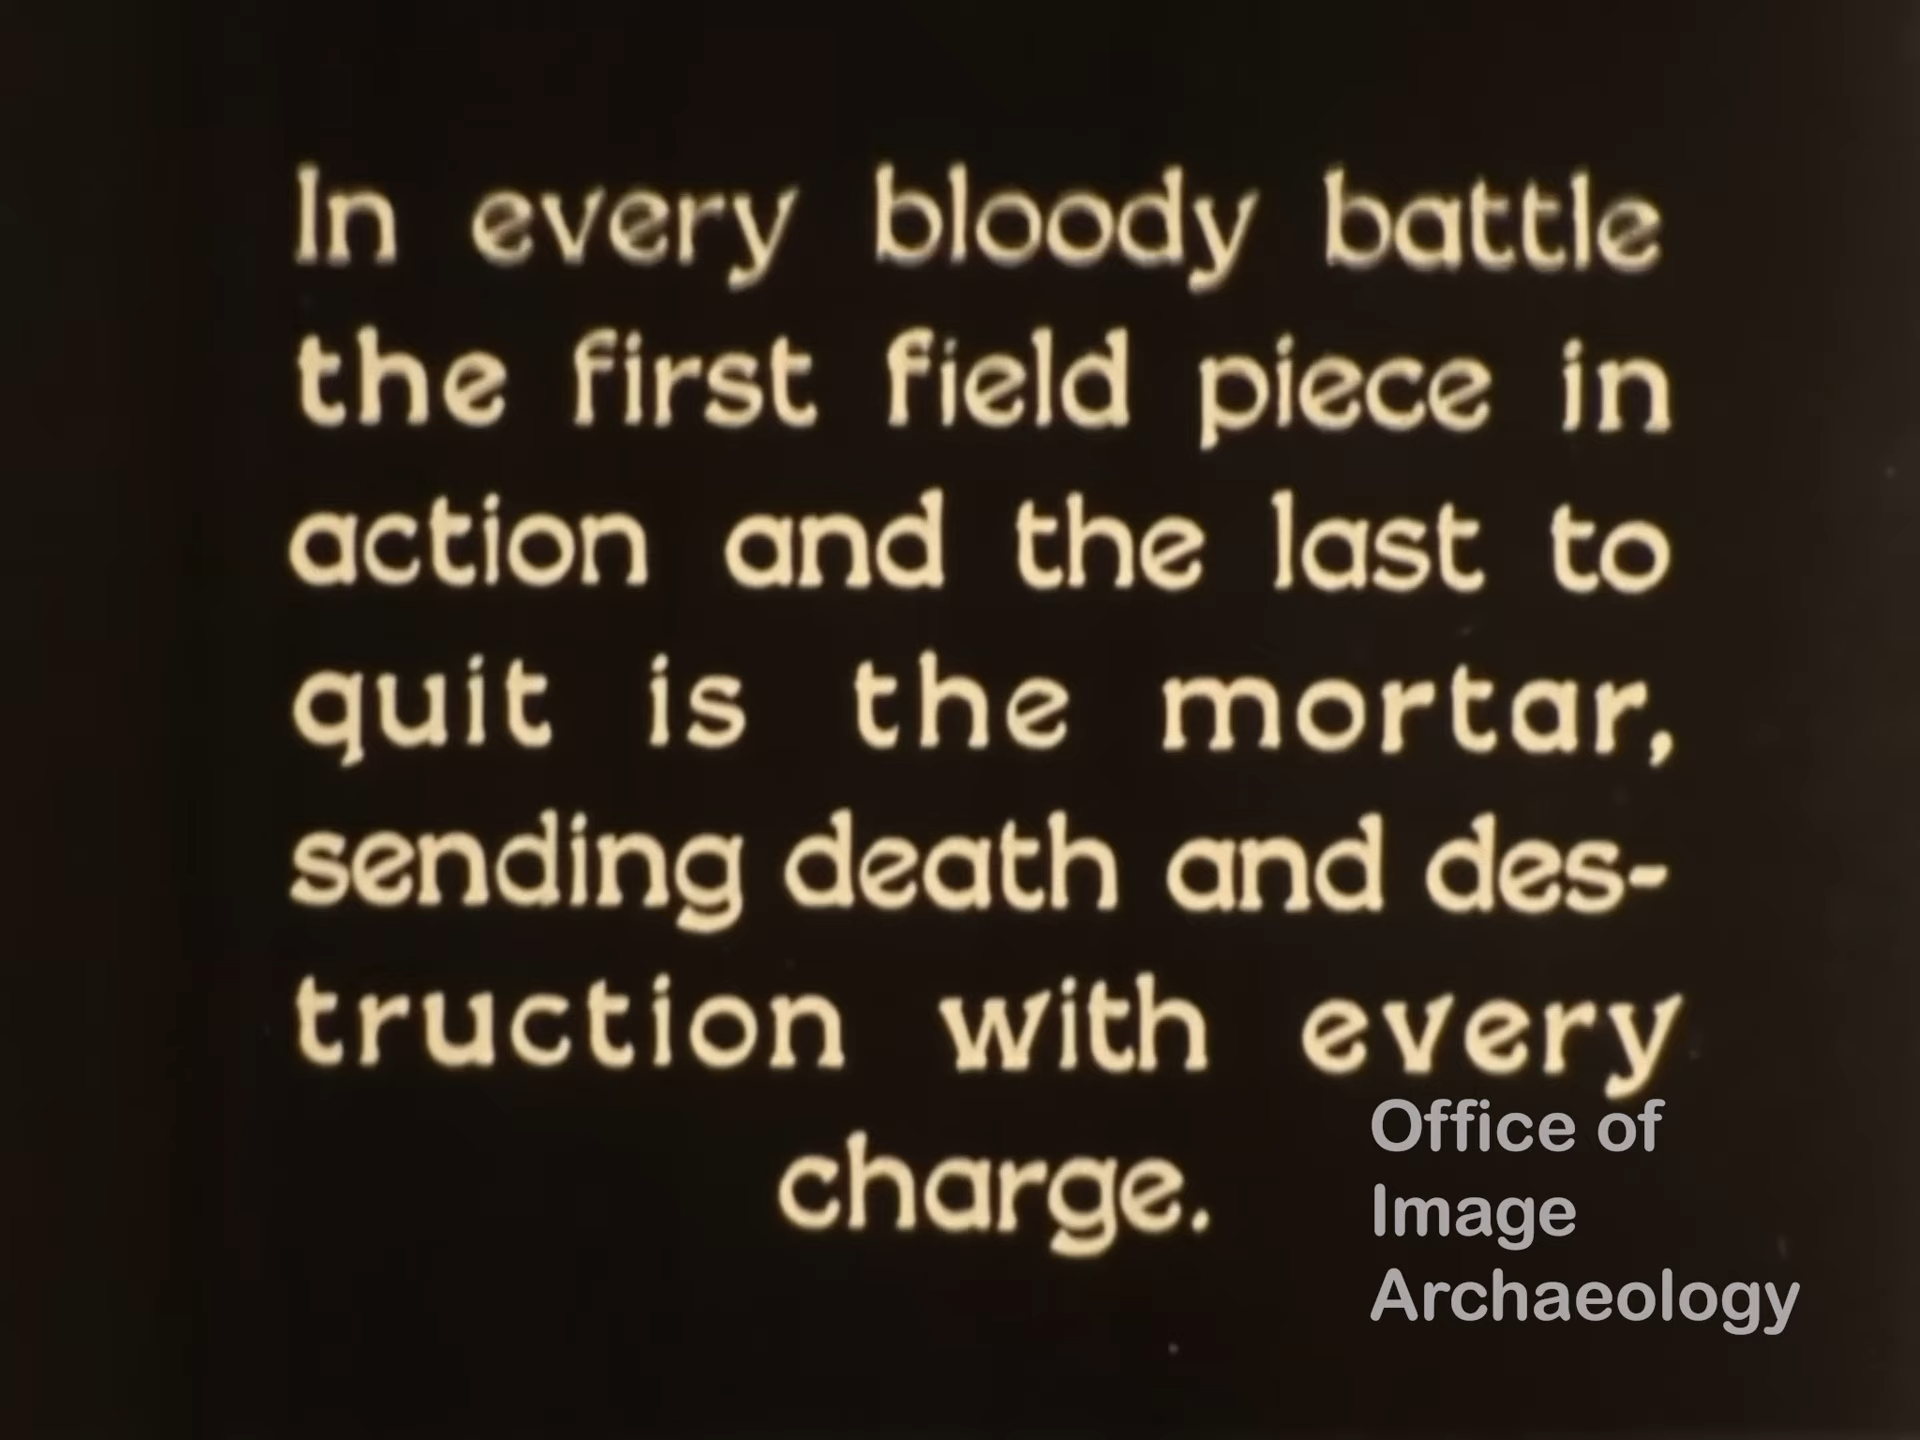 In every bloody battle
the first field piece in
action and the last to
quit is the mortar,
sending death and des-
truction with every
charge.
Office of
Image
Archaeology